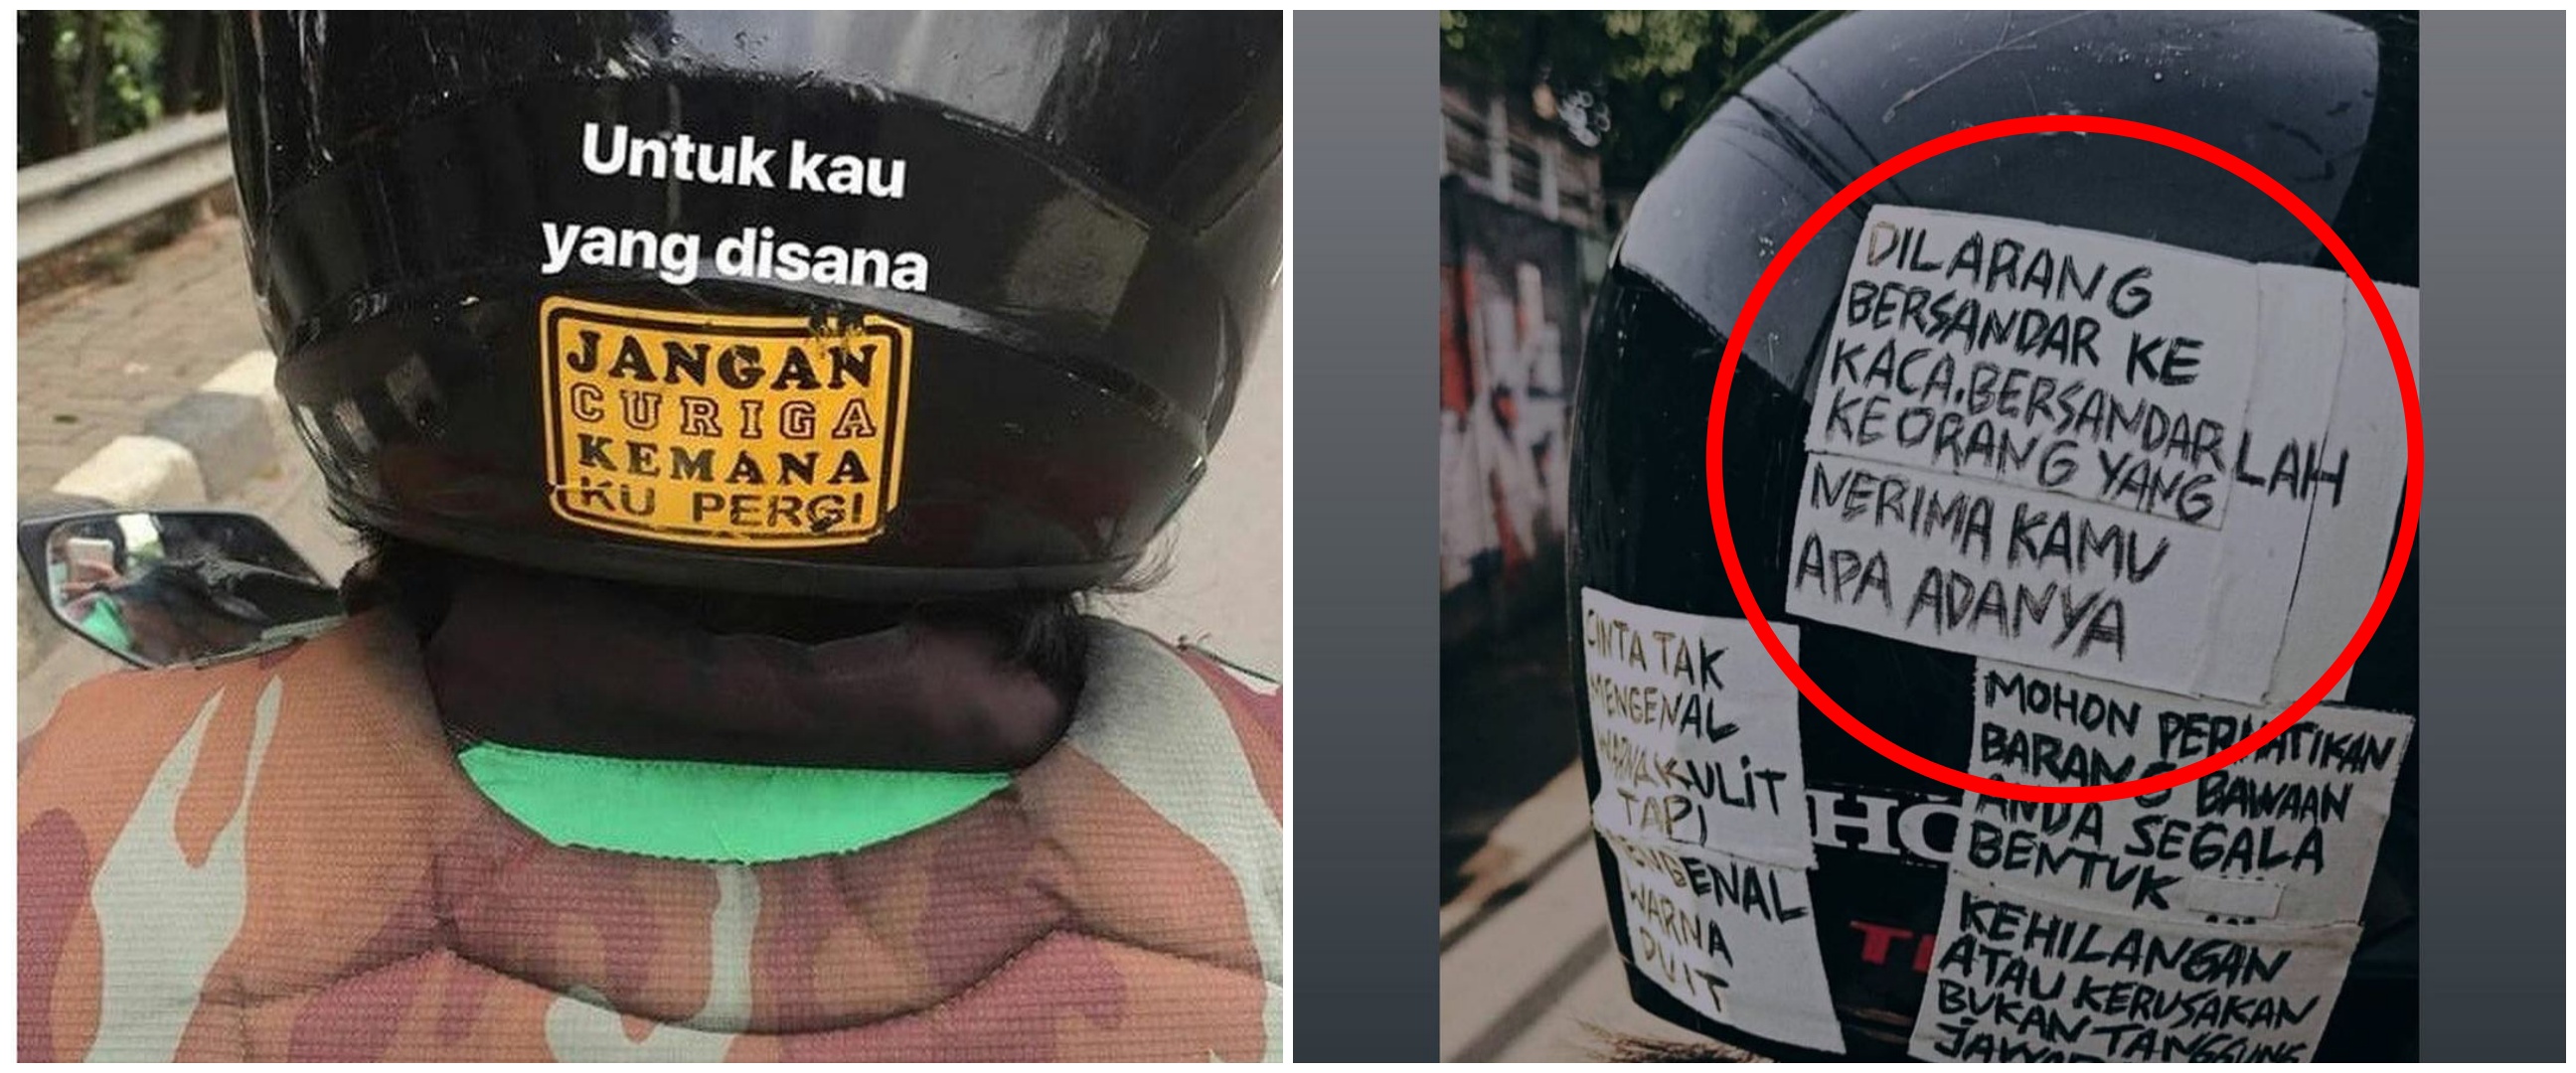 Untuk kau
yang disana
JANGAN
CURIGA
KEMANA
KU PERGI
DILARANG
BERSANDAR KE
KACA.BERSANDARLAH
KE ORANG YANG
NERIMA KAMU
APA ADANYA
CINTA TAK
MENGENAL
WARNA KULIT
TAPI
MENGENAL
WARNA
DUIT
HO
MOHON PERHATIKAN
BARANG BAWAAN
ANDA SEGALA
BENTUK
KEHILANGAN
ATAU KERUSAKAN
BUKAN TANGGUNG